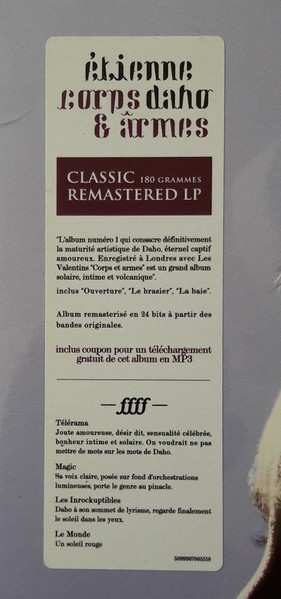 étienne
corps daho
& ârmes
CLASSIC 180 GRAMMES
REMASTERED LP
"L'album numéro 1 qui consacre définitivement
la maturité artistique de Daho, éternel captif
amoureux. Enregistré à Londres avec Les
Valentins "Corps et armes" est un grand album
solaire, intime et volcanique".
inclus "Ouverture", "Le brasier", "La baie".
Album remasterisé en 24 bits à partir des
bandes originales.
inclus coupon pour un téléchargement
gratuit de cet album en MP3
ffff
Télérama
Joute amoureuse, désir dit, sensualité célébrée,
bonheur intime et solaire. On voudrait ne pas
mettre de mots sur les mots de Daho.
Magic
Sa voix claire, posée sur fond d'orchestrations
lumineuses, porte le genre au pinacle.
Les Inrockuptibles
Daho à son sommet de lyrisme, regarde finalement
le soleil dans les yeux.
Le Monde
Un soleil rouge